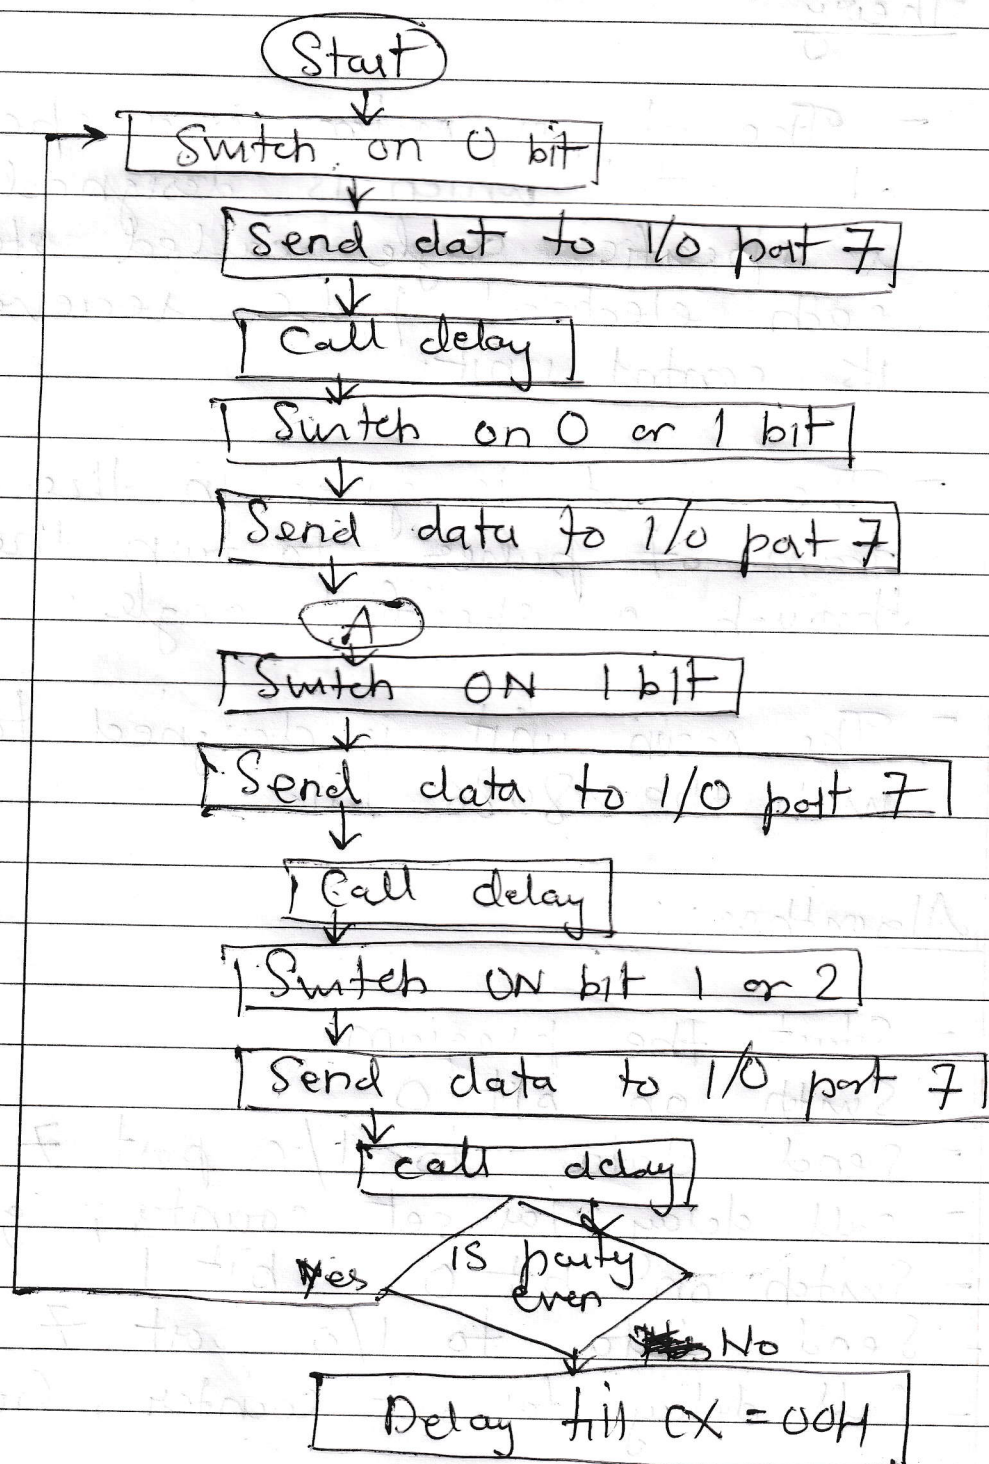 Start
Switch on 0 bit
Send dat to I/O port 7
Call delay
Switch on 0 or 1 bit
Send data to I/O port 7
A
Switch ON 1 bit
Send data to I/O port 7
Call delay
Switch ON bit 1 or 2
Send data to I/O port 7
call delay
Yes
IS parity
even
No
Delay till CX = 00H